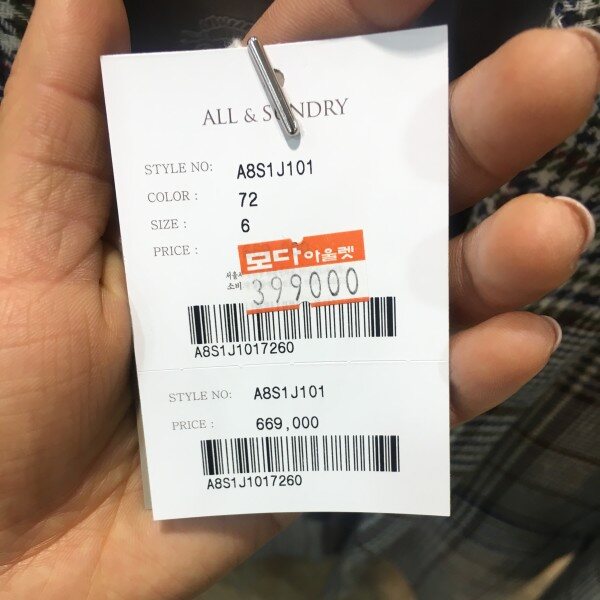 ALL & SUNDRY
STYLE NO: A8S1J101
COLOR : 72
SIZE : 6
PRICE :
모다아울렛
399000
A8S1J1017260
STYLE NO: A8S1J101
PRICE : 669,000
A8S1J1017260